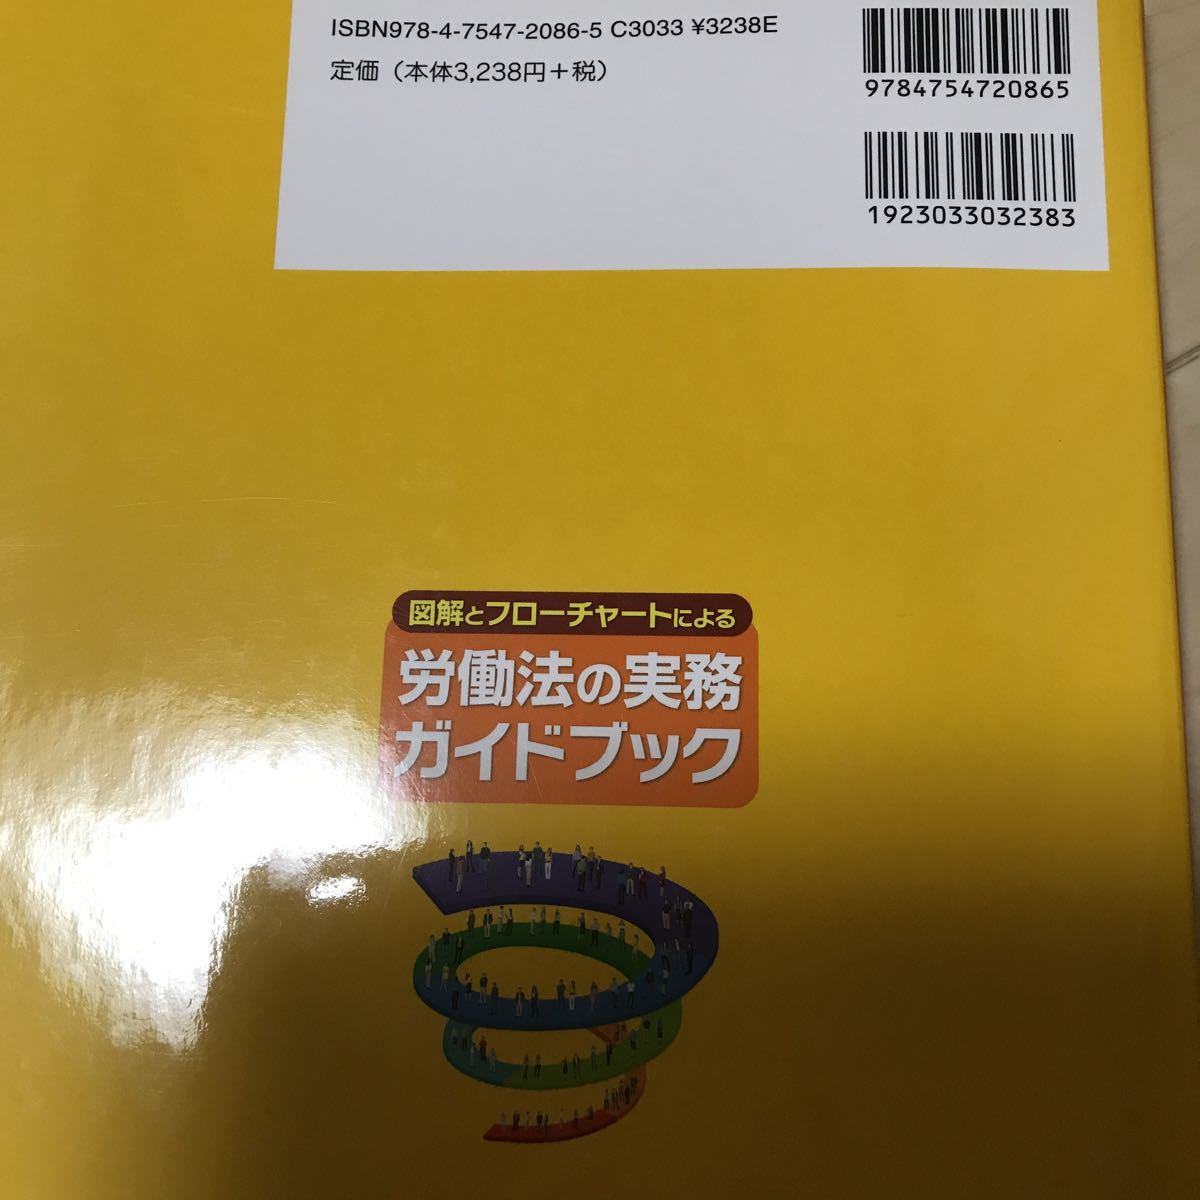 ISBN978-4-7547-2086-5 C3033 ¥3238E
定価（本体3,238円＋税）
9784754720865
1923033032383
図解とフローチャートによる
労働法の実務
ガイドブック